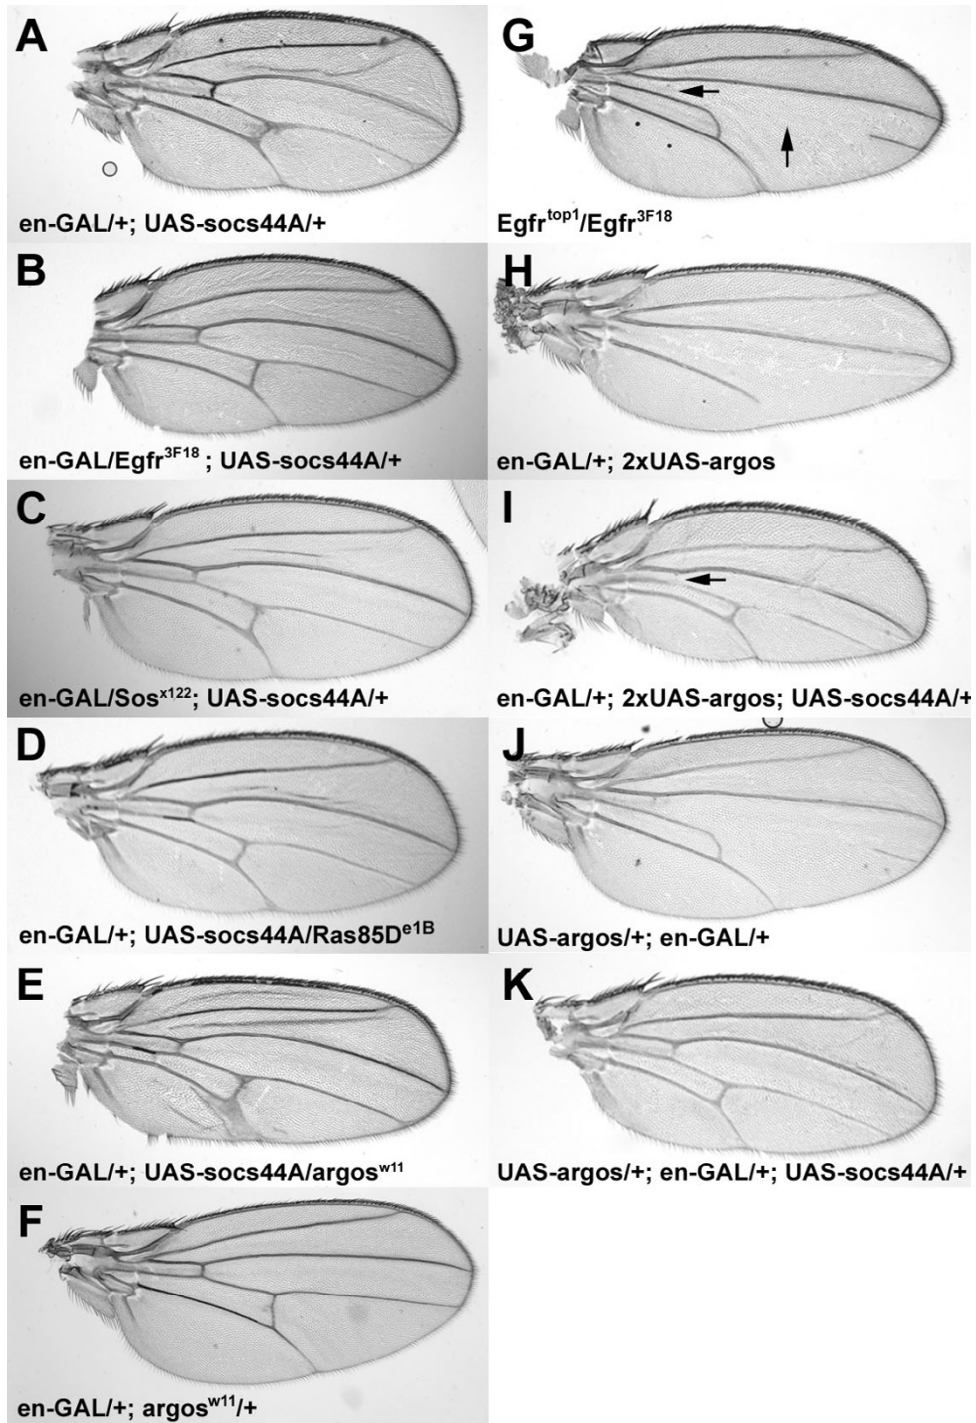 A
en-GAL/+; UAS-socs44A/+
B
en-GAL/Egfr3F18 ; UAS-socs44A/+
C
en-GAL/Sosx122; UAS-socs44A/+
D
en-GAL/+; UAS-socs44A/Ras85De1B
E
en-GAL/+; UAS-socs44A/argosw11
F
en-GAL/+; argosw11/+
G
Egfrtop1/Egfr3F18
H
en-GAL/+; 2xUAS-argos
I
en-GAL/+; 2xUAS-argos; UAS-socs44A/+
J
UAS-argos/+; en-GAL/+
K
UAS-argos/+; en-GAL/+; UAS-socs44A/+